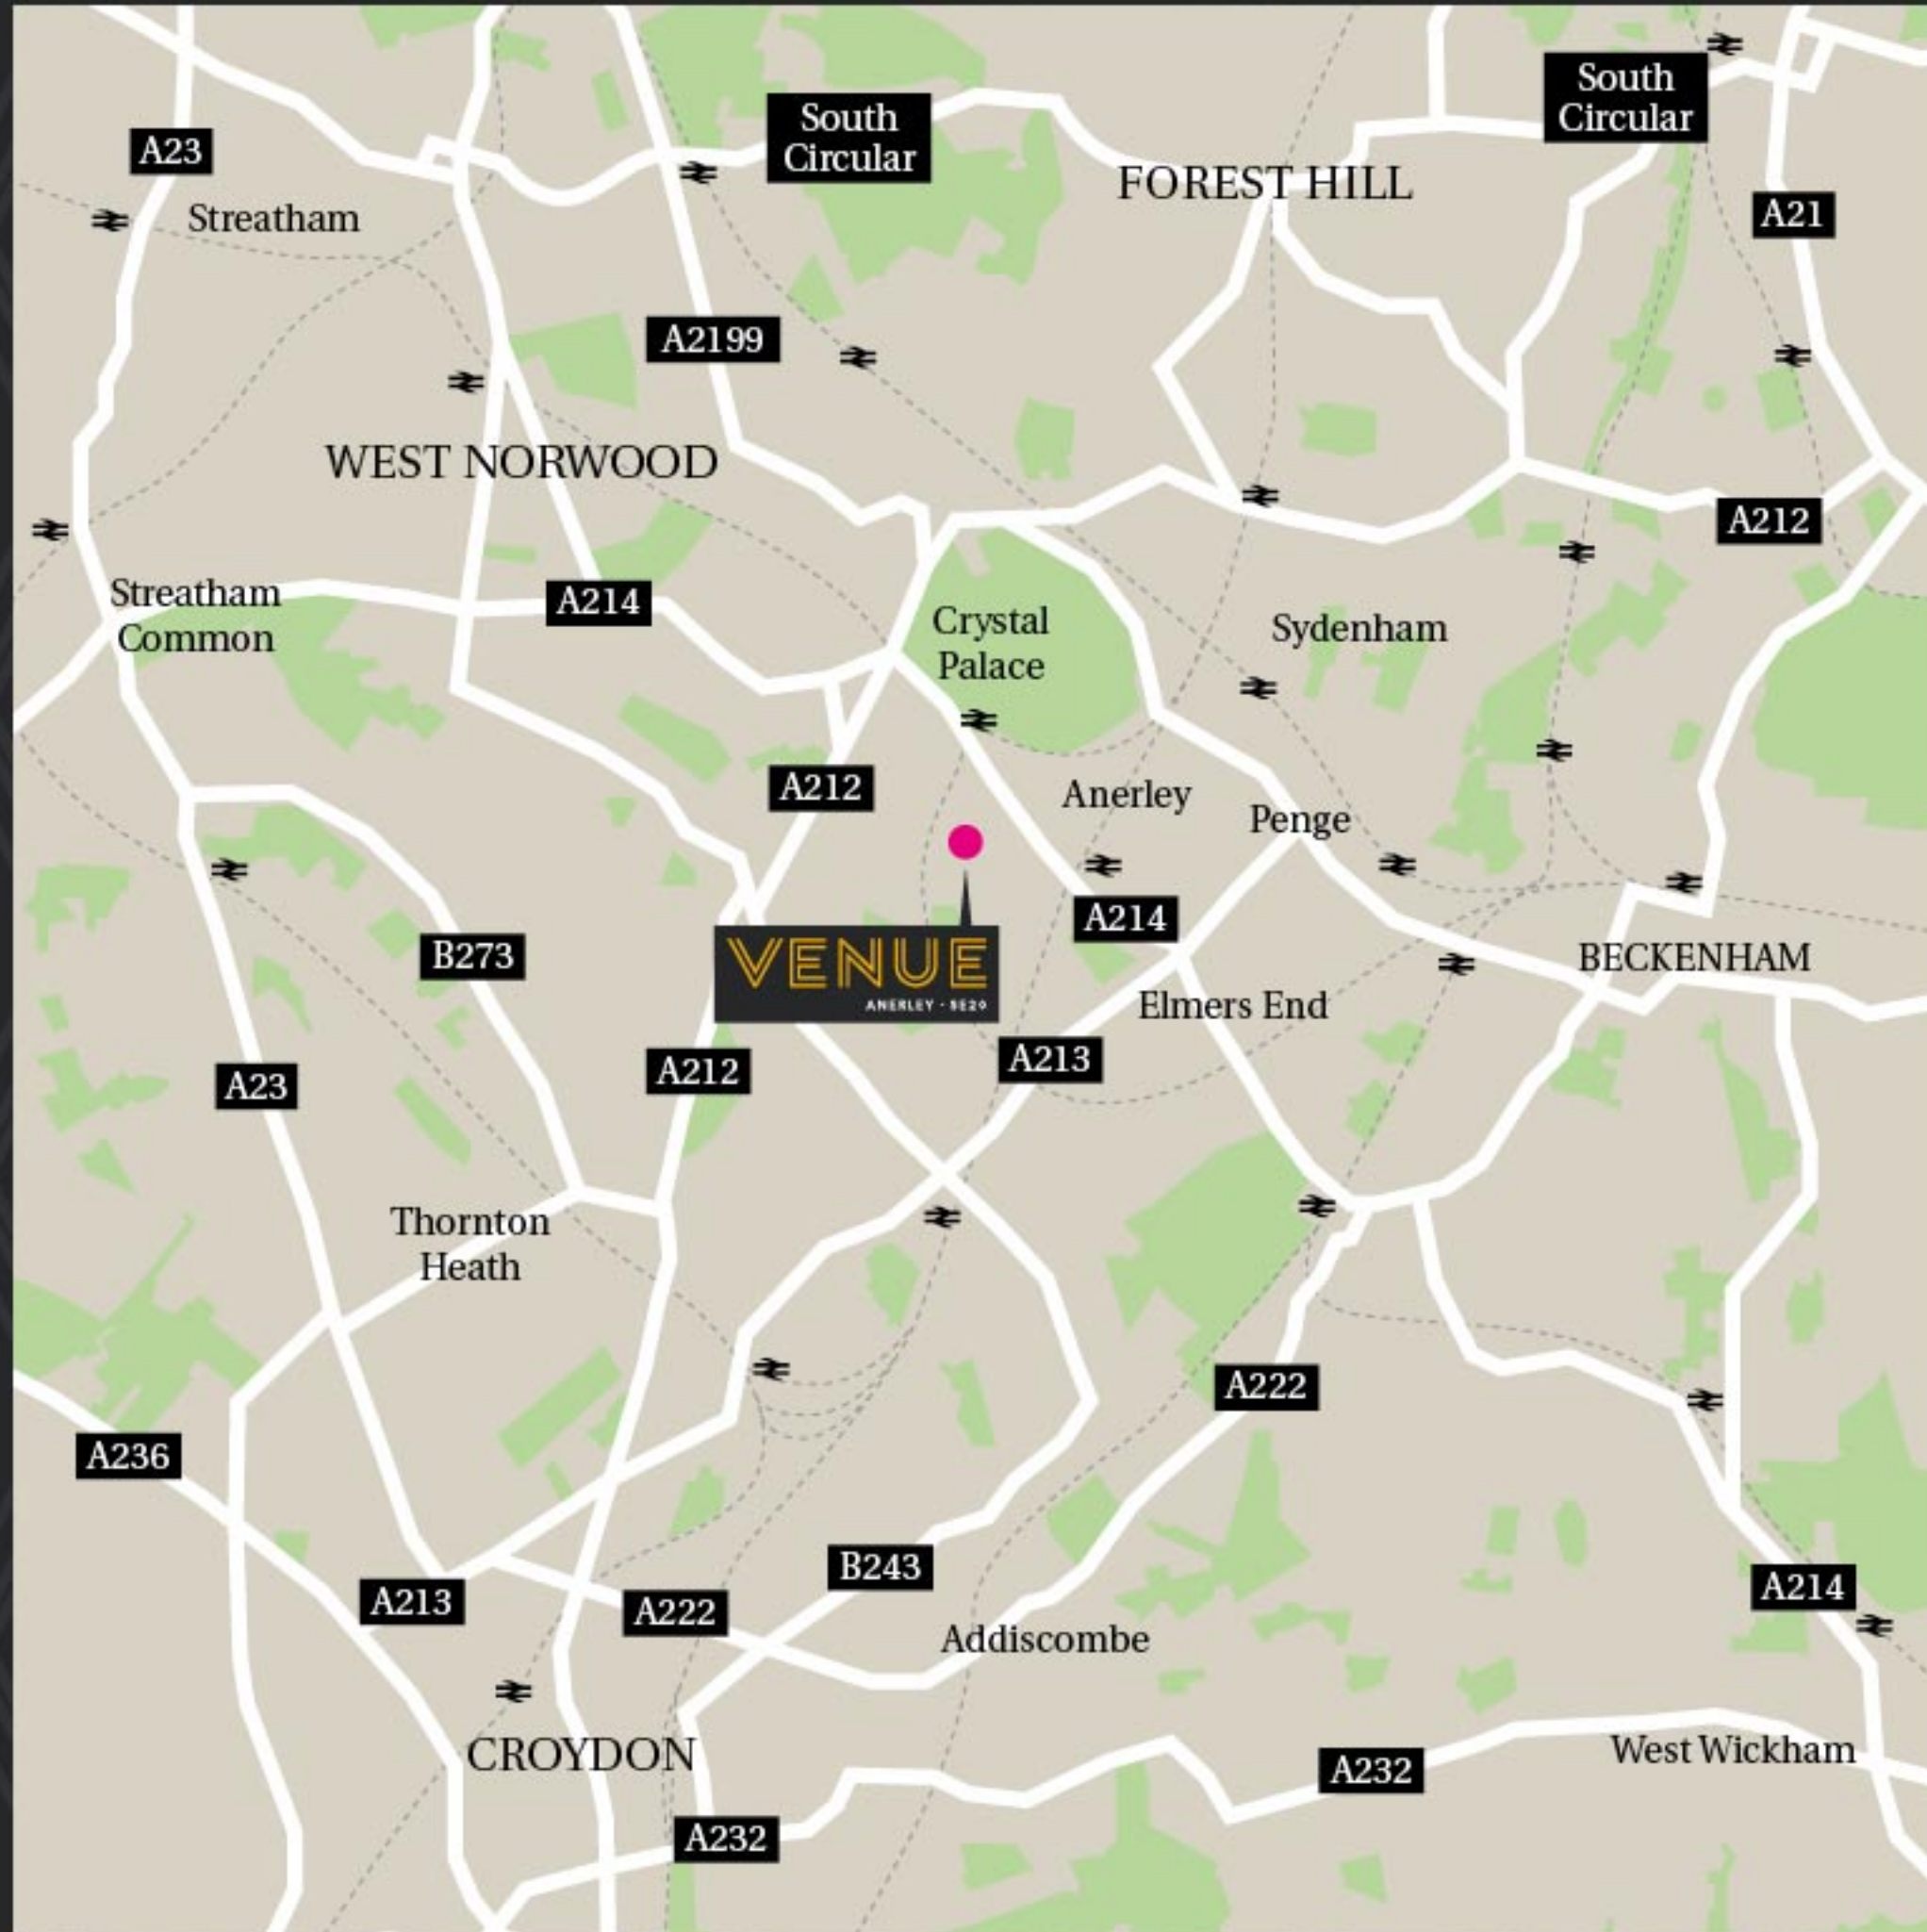 South
Circular
South
Circular
A23
FOREST HILL
Streatham
A21
A2199
WEST NORWOOD
A212
Streatham
Common
A214
Crystal
Palace
Sydenham
A212
Anerley
Penge
A214
B273
VENUE
ANERLEY · SE20
BECKENHAM
Elmers End
A213
A212
A23
Thornton
Heath
A222
A236
B243
A213
A222
A214
Addiscombe
CROYDON
West Wickham
A232
A232